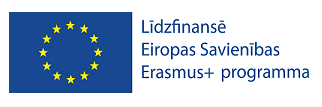 Līdzfinansē
Eiropas Savienības
Erasmus+ programma